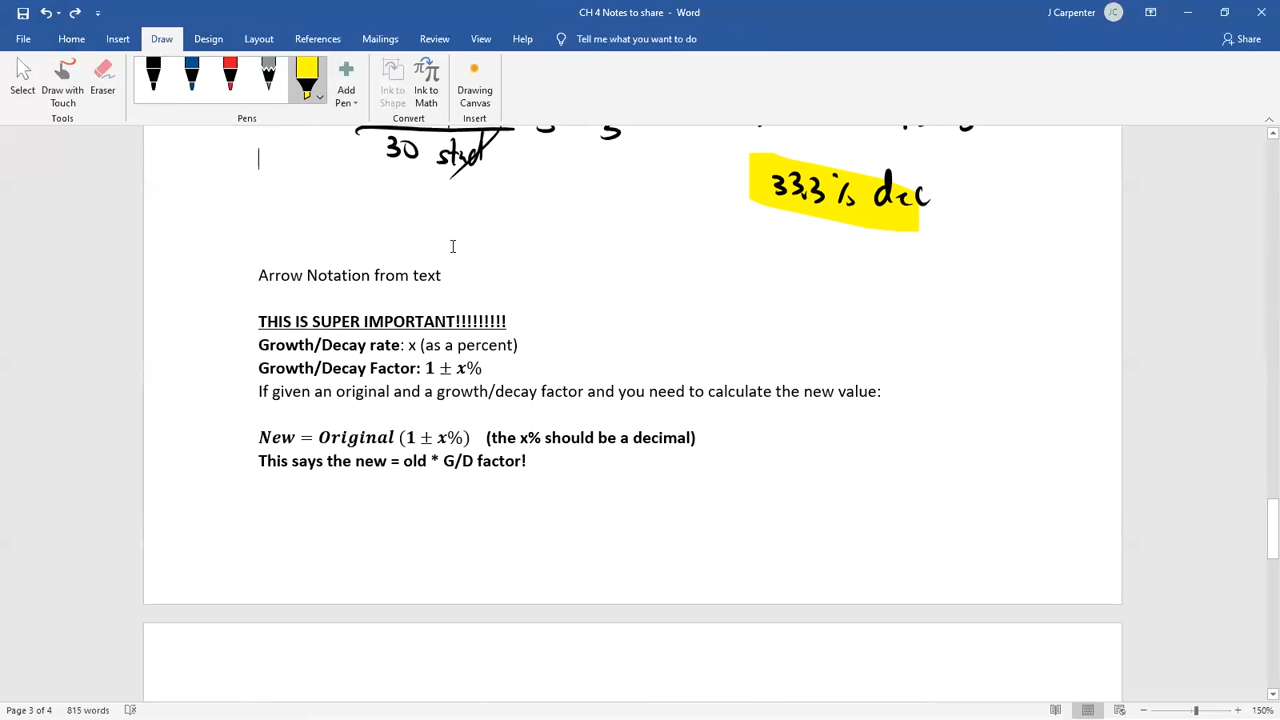 CH 4 Notes to share - Word
J Carpenter JC
File Home Insert Draw Design Layout References Mailings Review View Help Tell me what you want to do Share
Select Draw with Touch Eraser Add Pen Ink to Shape Ink to Math Drawing Canvas
Tools Pens Convert Insert
30 stud
33.3% dec
Arrow Notation from text
THIS IS SUPER IMPORTANT!!!!!!!!!
Growth/Decay rate: x (as a percent)
Growth/Decay Factor: 1 ± x%
If given an original and a growth/decay factor and you need to calculate the new value:
New = Original (1 ± x%) (the x% should be a decimal)
This says the new = old * G/D factor!
Page 3 of 4 815 words 150%